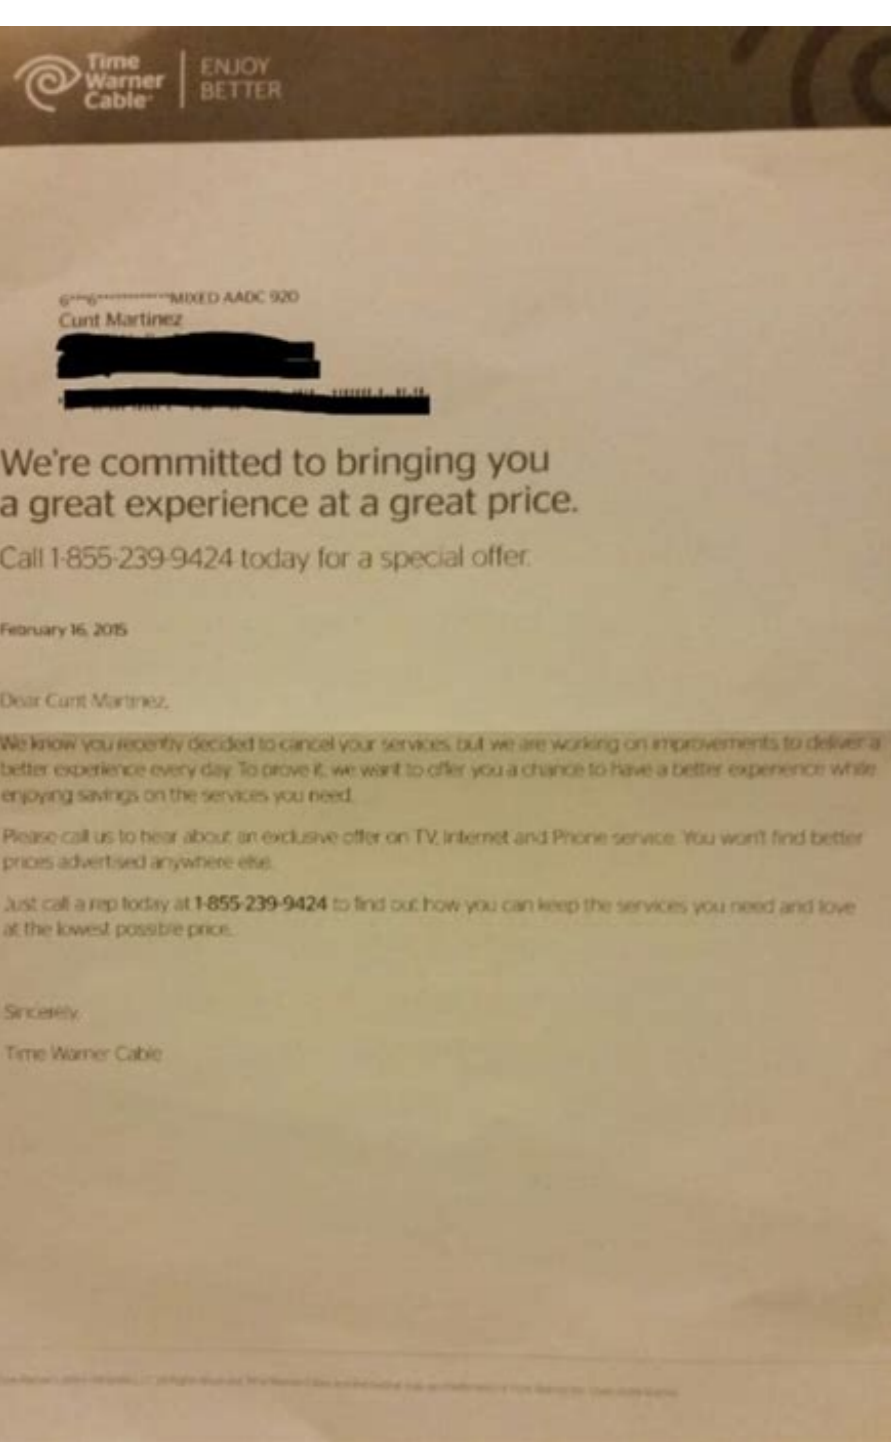 Time
Warner
Cable
ENJOY
BETTER
MIXED AADC 920
Cunt Martinez
We're committed to bringing you
a great experience at a great price.
Call 1-855-239-9424 today for a special offer.
February 16, 2015
Dear Cunt Martinez,
We know you recently decided to cancel your services, but we are working on improvements to deliver a
better experience every day. To prove it, we want to offer you a chance to have a better experience while
enjoying savings on the services you need.
Please call us to hear about an exclusive offer on TV, Internet and Phone service. You won't find better
prices advertised anywhere else.
Just call a rep today at 1-855-239-9424 to find out how you can keep the services you need and love
at the lowest possible price.
Sincerely,
Time Warner Cable